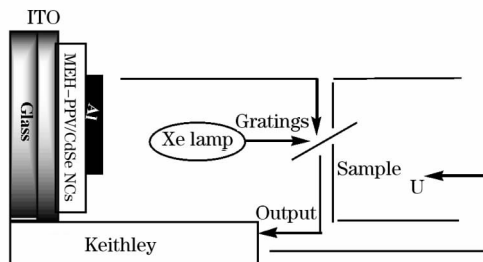 ITO
Glass
MEH-PPV/CdSe NCs
Al
Xe lamp
Gratings
Sample
U
Output
Keithley